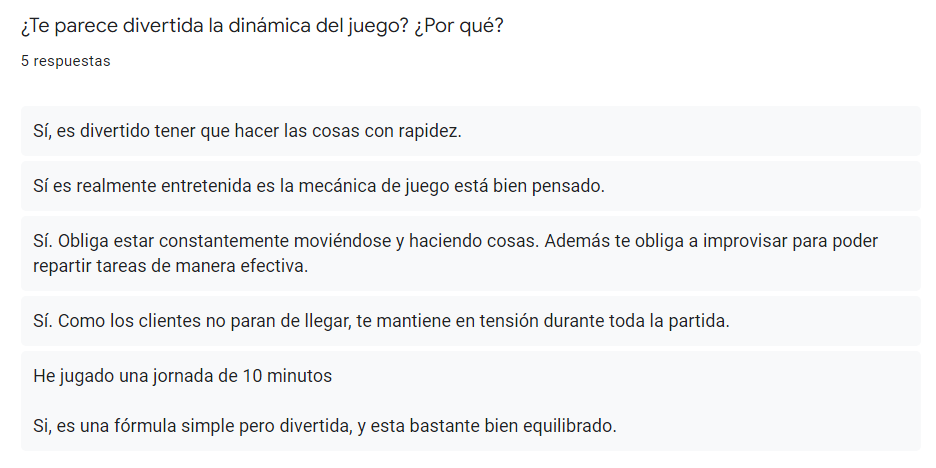 ¿Te parece divertida la dinámica del juego? ¿Por qué?
5 respuestas
Sí, es divertido tener que hacer las cosas con rapidez.
Sí es realmente entretenida es la mecánica de juego está bien pensado.
Sí. Obliga estar constantemente moviéndose y haciendo cosas. Además te obliga a improvisar para poder
repartir tareas de manera efectiva.
Sí. Como los clientes no paran de llegar, te mantiene en tensión durante toda la partida.
He jugado una jornada de 10 minutos
Si, es una fórmula simple pero divertida, y esta bastante bien equilibrado.